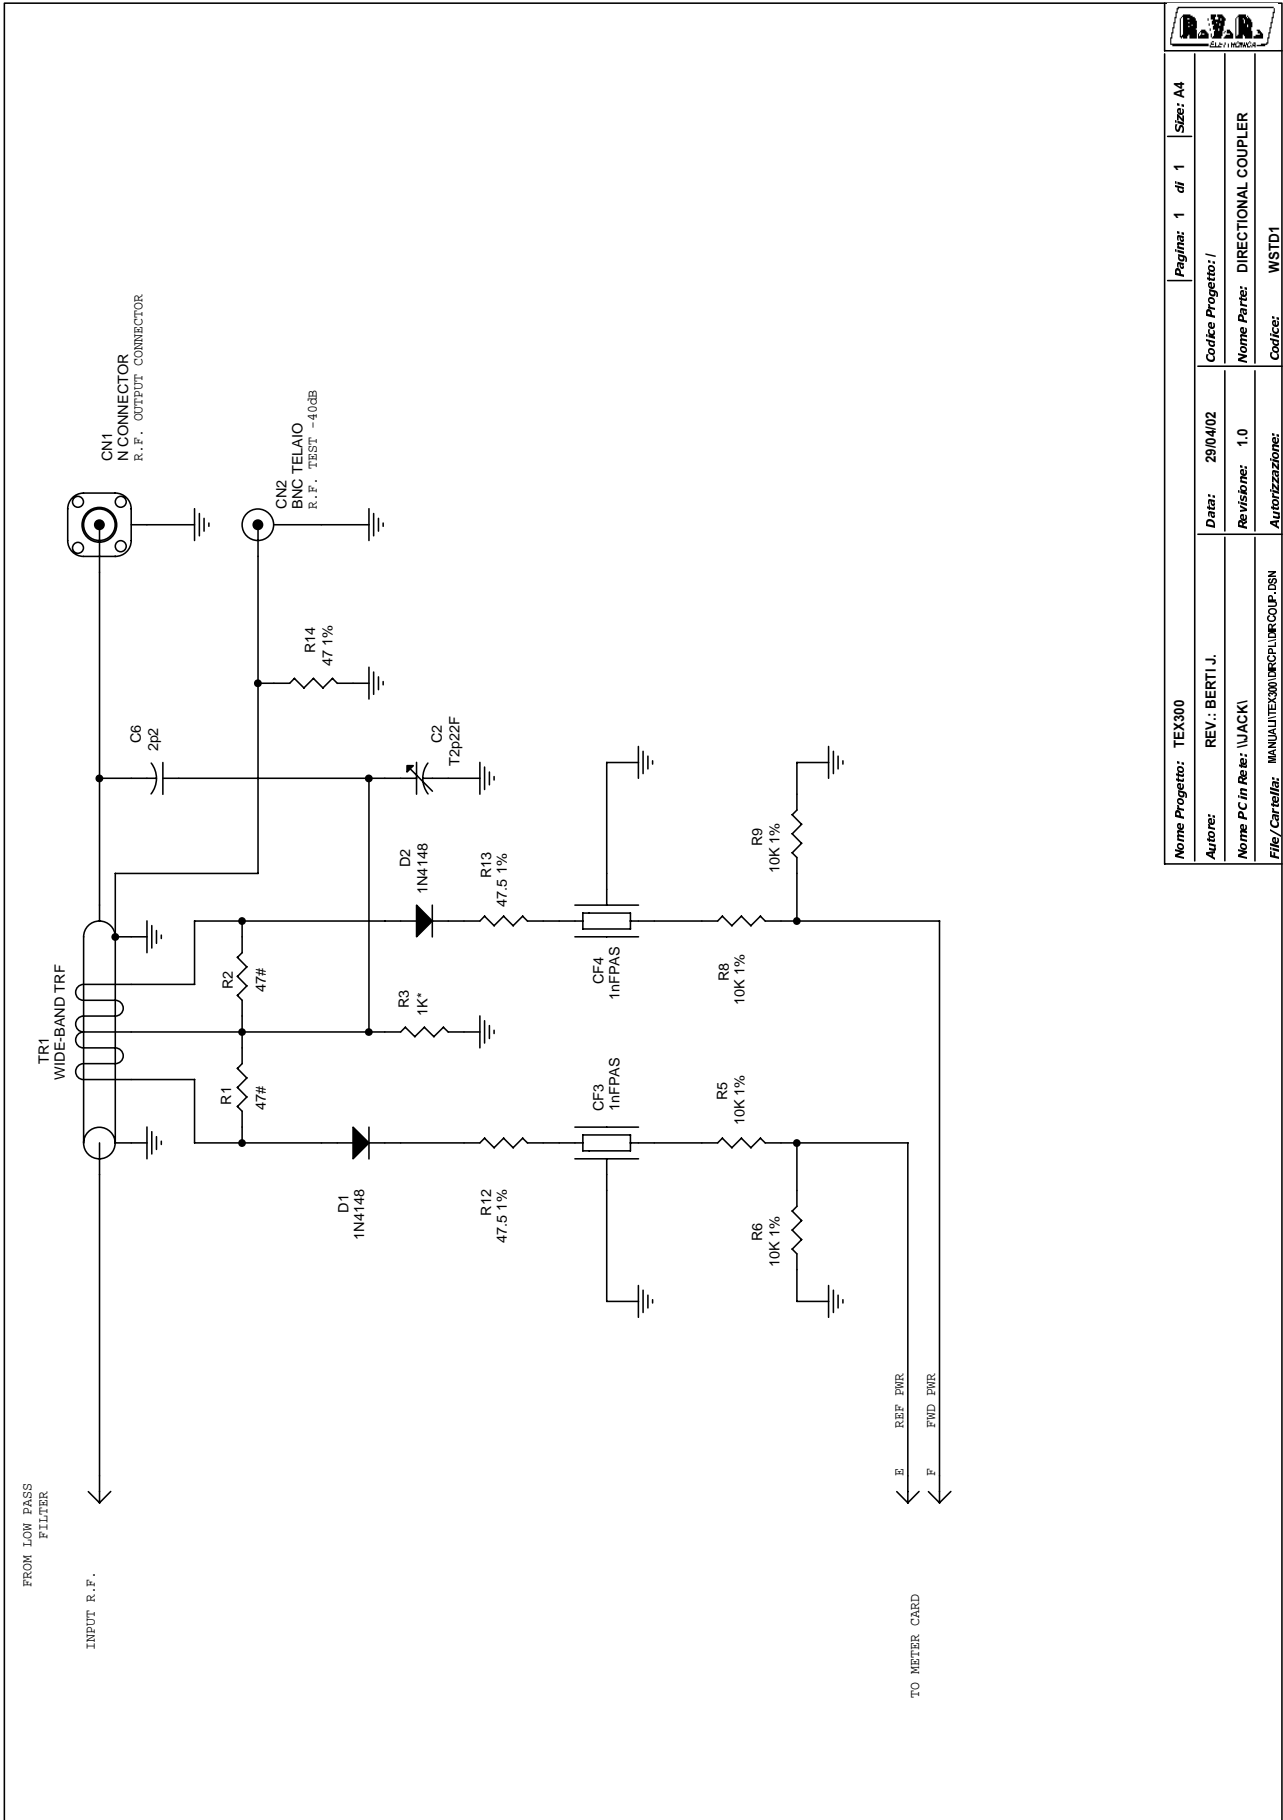 FROM LOW PASS
FILTER
INPUT R.F.
TR1
WIDE-BAND TRF
CN1
N CONNECTOR
R.F. OUTPUT CONNECTOR
C6
2p2
CN2
BNC TELAIO
R.F. TEST -40dB
R14
47 1%
R1
47#
R2
47#
R3
1K*
C2
T2p22F
D1
1N4148
D2
1N4148
R12
47.5 1%
R13
47.5 1%
CF3
1nFPAS
CF4
1nFPAS
R5
10K 1%
R8
10K 1%
R6
10K 1%
R9
10K 1%
E REF PWR
F FWD PWR
TO METER CARD
Nome Progetto: TEX300
Pagina: 1 di 1
Size: A4
Autore: REV.: BERTI J.
Data: 29/04/02
Codice Progetto: /
Nome PC in Rete: \\JACK\
Revisione: 1.0
Nome Parte: DIRECTIONAL COUPLER
File/Cartella: MANUALI\TEX300\DIRCPL\DIRCOUP.DSN
Autorizzazione:
Codice: WSTD1
R.V.R.
ELETTRONICA